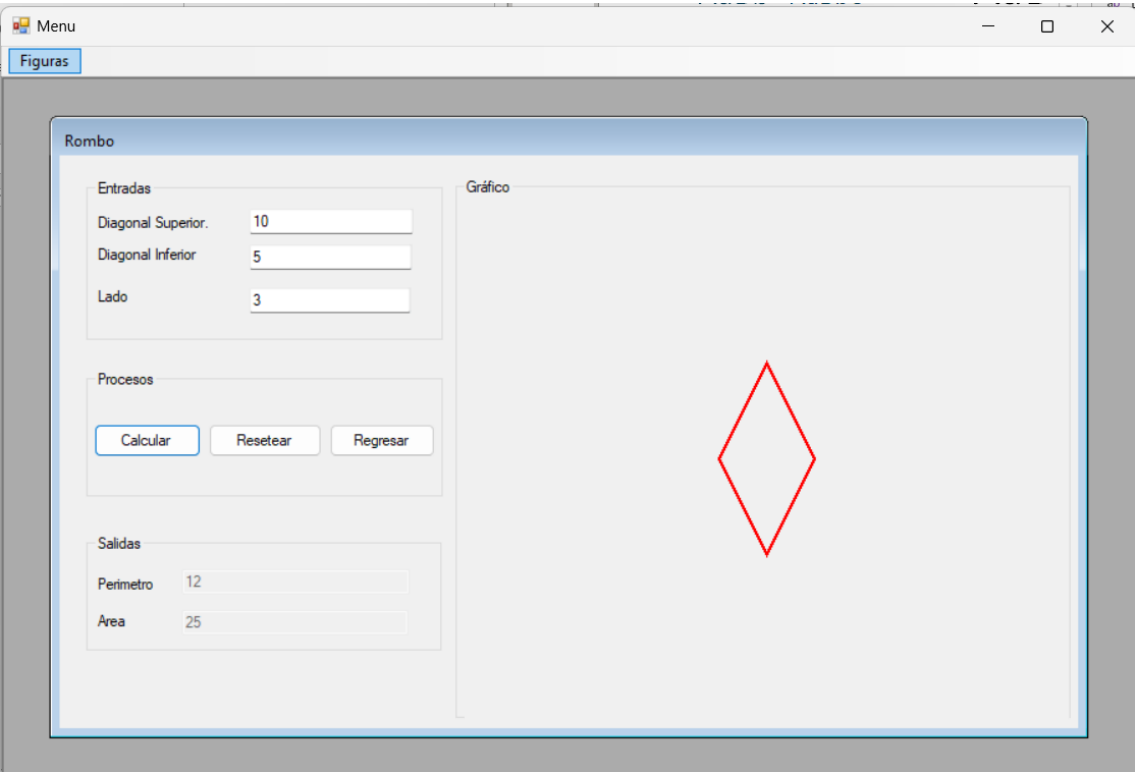 Menu
Figuras
Rombo
Entradas
Diagonal Superior. 10
Diagonal Inferior 5
Lado 3
Procesos
Calcular Resetear Regresar
Salidas
Perimetro 12
Area 25
Gráfico